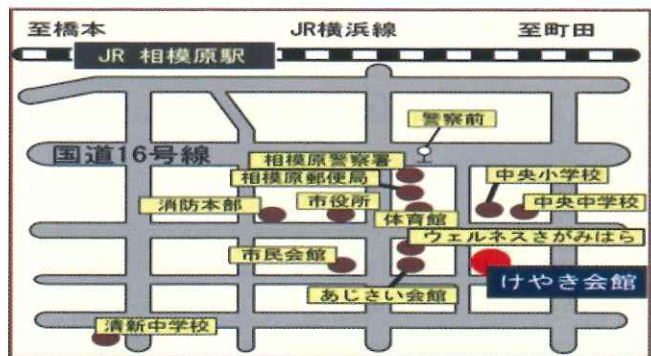 至橋本 JR横浜線 至町田
JR 相模原駅
警察前
国道16号線
相模原警察署
中央小学校
相模原郵便局
消防本部
市役所
中央中学校
体育館
ウェルネスさがみはら
市民会館
けやき会館
あじさい会館
清新中学校